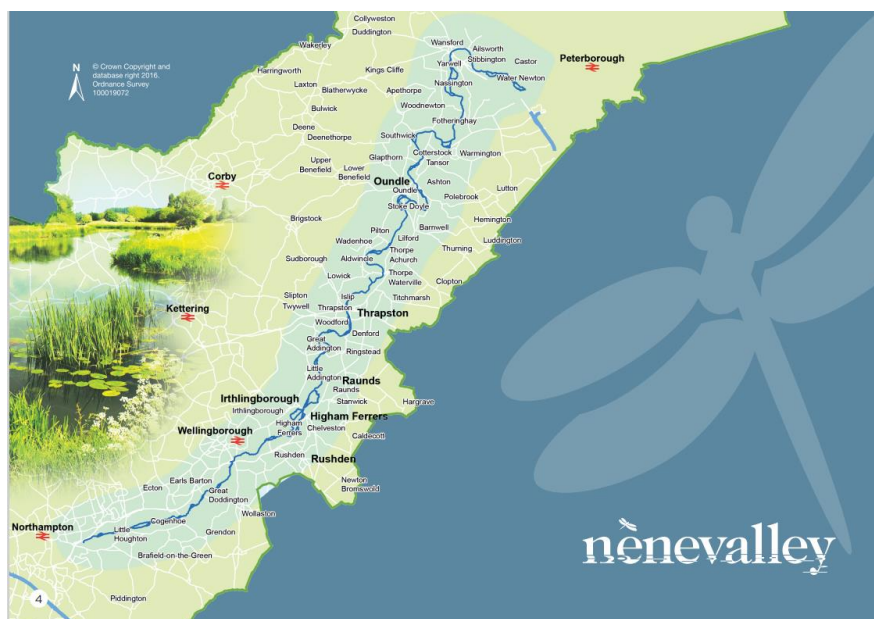 Collyweston
Duddington
Wakerley
Wansford
Ailsworth
Stibbington
Castor
Peterborough
N
© Crown Copyright and
database right 2016.
Ordnance Survey
100019072
Harringworth
Kings Cliffe
Yarwell
Water Newton
Laxton
Blatherwycke
Apethorpe
Nassington
Bulwick
Woodnewton
Fotheringhay
Deene
Deenethorpe
Southwick
Upper
Benefield
Lower
Benefield
Glapthorn
Cotterstock
Tansor
Warmington
Corby
Oundle
Oundle
Ashton
Lutton
Stoke Doyle
Polebrook
Brigstock
Pilton
Barnwell
Hemington
Wadenhoe
Lilford
Luddington
Sudborough
Aldwincle
Thorpe
Achurch
Thurning
Lowick
Thorpe
Waterville
Clopton
Slipton
Islip
Titchmarsh
Twywell
Thrapston
Thrapston
Kettering
Woodford
Denford
Great
Addington
Ringstead
Little
Addington
Raunds
Raunds
Irthlingborough
Irthlingborough
Stanwick
Hargrave
Higham Ferrers
Wellingborough
Higham
Ferrers
Chelveston
Caldecott
Rushden
Rushden
Newton
Bromswold
Earls Barton
Ecton
Great
Doddington
Wollaston
Northampton
Cogenhoe
Little
Houghton
Grendon
Brafield-on-the-Green
nènevalley
Piddington
4